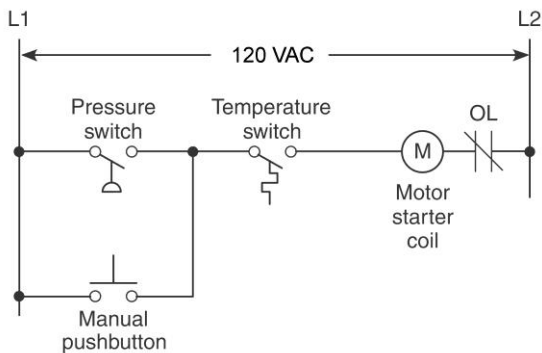 L1
L2
120 VAC
Pressure
switch
Temperature
switch
OL
M
Motor
starter
coil
Manual
pushbutton